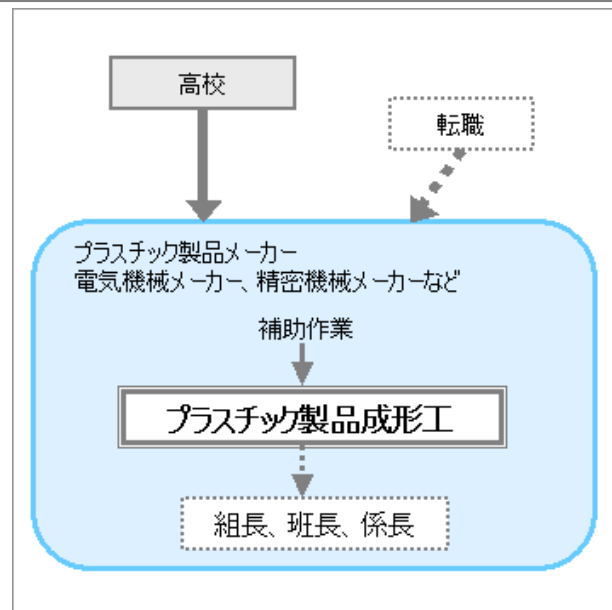 高校
転職
プラスチック製品メーカー
電気機械メーカー、精密機械メーカーなど
補助作業
プラスチック製品成形工
組長、班長、係長